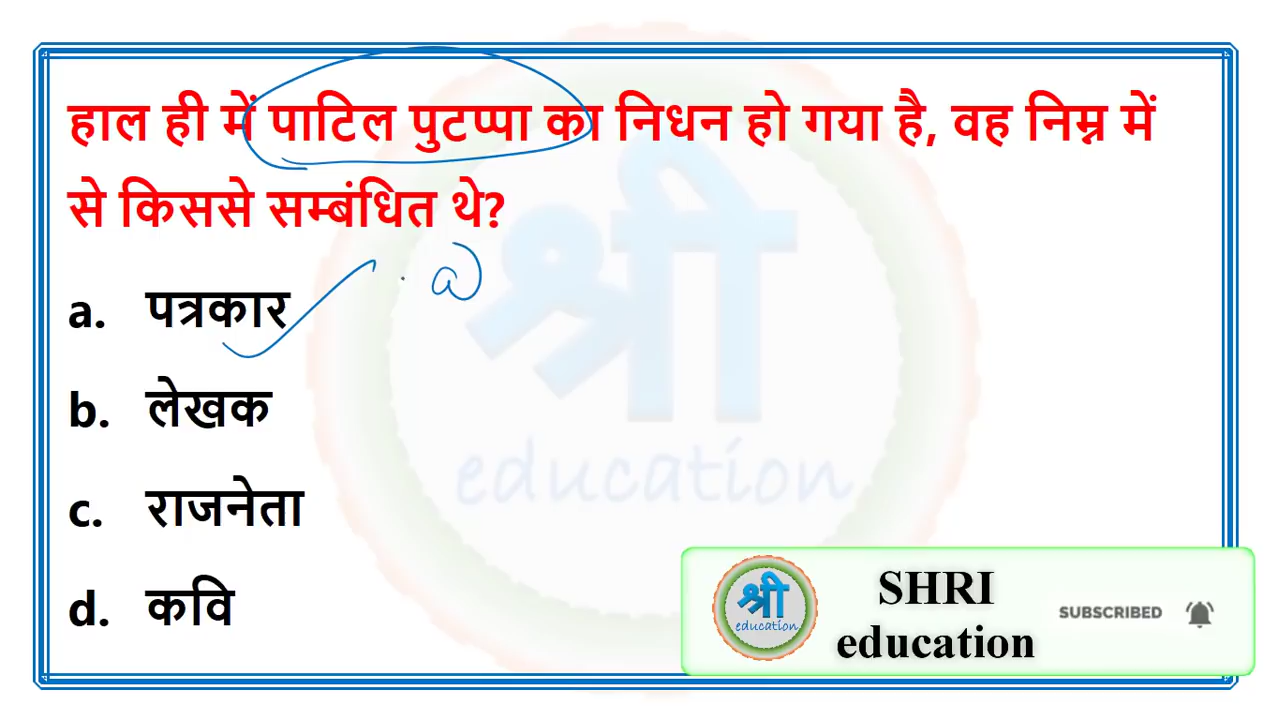 हाल ही में पाटिल पुटप्पा का निधन हो गया है, वह निम्न में
से किससे सम्बंधित थे?
a
a. पत्रकार
b. लेखक
c. राजनेता
d. कवि
श्री
education
श्री
education
SHRI
education
SUBSCRIBED